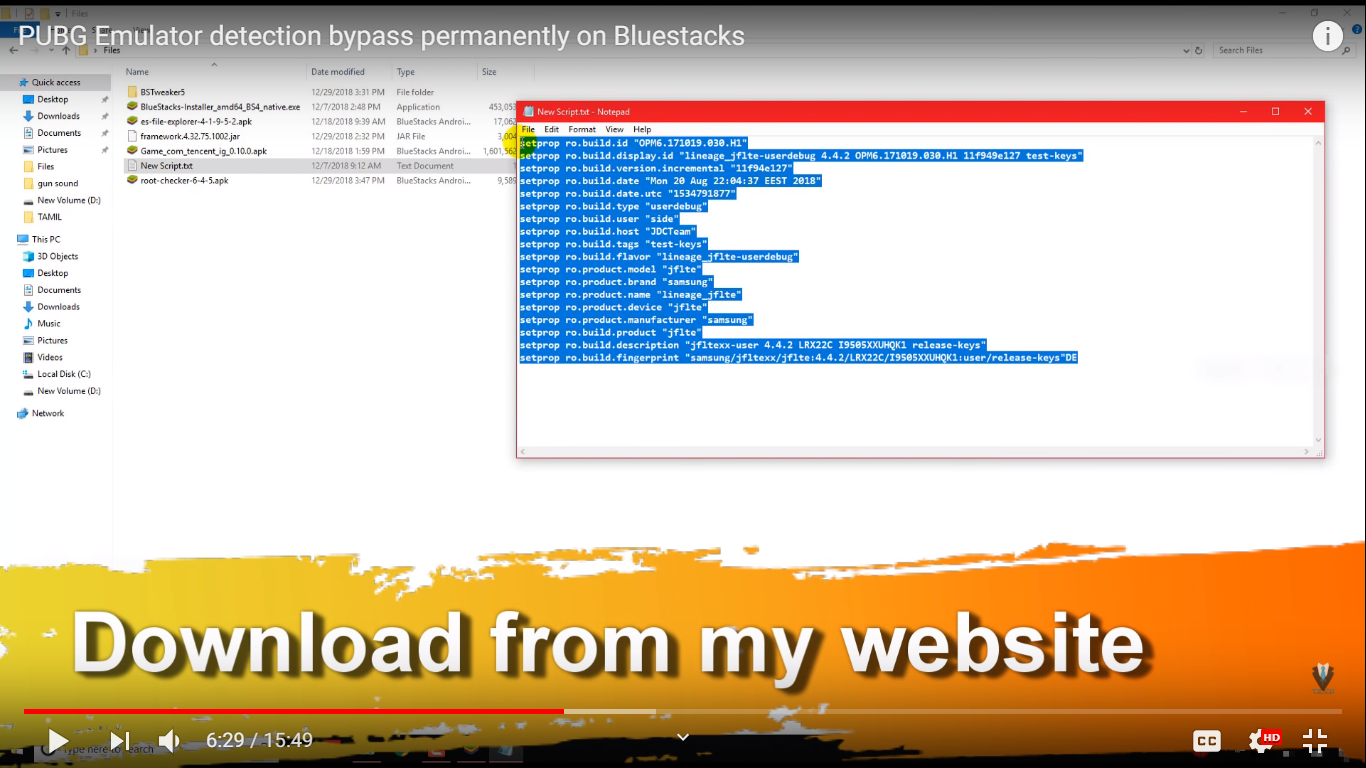 Files
PUBG Emulator detection bypass permanently on Bluestacks
Files
Search Files
Name Date modified Type Size
Quick access
Desktop
Downloads
Documents
Pictures
Files
gun sound
New Volume (D:)
TAMIL
This PC
3D Objects
Desktop
Documents
Downloads
Music
Pictures
Videos
Local Disk (C:)
New Volume (D:)
Network
BSTweaker5 12/29/2018 3:31 PM File folder
BlueStacks-Installer_amd64_BS4_native.exe 12/7/2018 2:48 PM Application 453,053
es-file-explorer-4-1-9-5-2.apk 12/18/2018 9:39 AM BlueStacks Androi... 17,062
framework.4.32.75.1002.jar 12/29/2018 2:32 PM JAR File 3,004
Game_com_tencent_ig_0.10.0.apk 12/18/2018 1:59 PM BlueStacks Androi... 1,601,562
New Script.txt 12/7/2018 9:12 AM Text Document
root-checker-6-4-5.apk 12/29/2018 3:47 PM BlueStacks Androi... 9,589
New Script.txt - Notepad
File Edit Format View Help
setprop ro.build.id "OPM6.171019.030.H1"
setprop ro.build.display.id "lineage_jflte-userdebug 4.4.2 OPM6.171019.030.H1 11f949e127 test-keys"
setprop ro.build.version.incremental "11f94e127"
setprop ro.build.date "Mon 20 Aug 22:04:37 EEST 2018"
setprop ro.build.date.utc "1534791877"
setprop ro.build.type "userdebug"
setprop ro.build.user "side"
setprop ro.build.host "JDCTeam"
setprop ro.build.tags "test-keys"
setprop ro.build.flavor "lineage_jflte-userdebug"
setprop ro.product.model "jflte"
setprop ro.product.brand "samsung"
setprop ro.product.name "lineage_jflte"
setprop ro.product.device "jflte"
setprop ro.product.manufacturer "samsung"
setprop ro.build.product "jflte"
setprop ro.build.description "jfltexx-user 4.4.2 LRX22C I9505XXUHQK1 release-keys"
setprop ro.build.fingerprint "samsung/jfltexx/jflte:4.4.2/LRX22C/I9505XXUHQK1:user/release-keys"DE
Download from my website
6:29 / 15:49
CC
HD
Type here to search